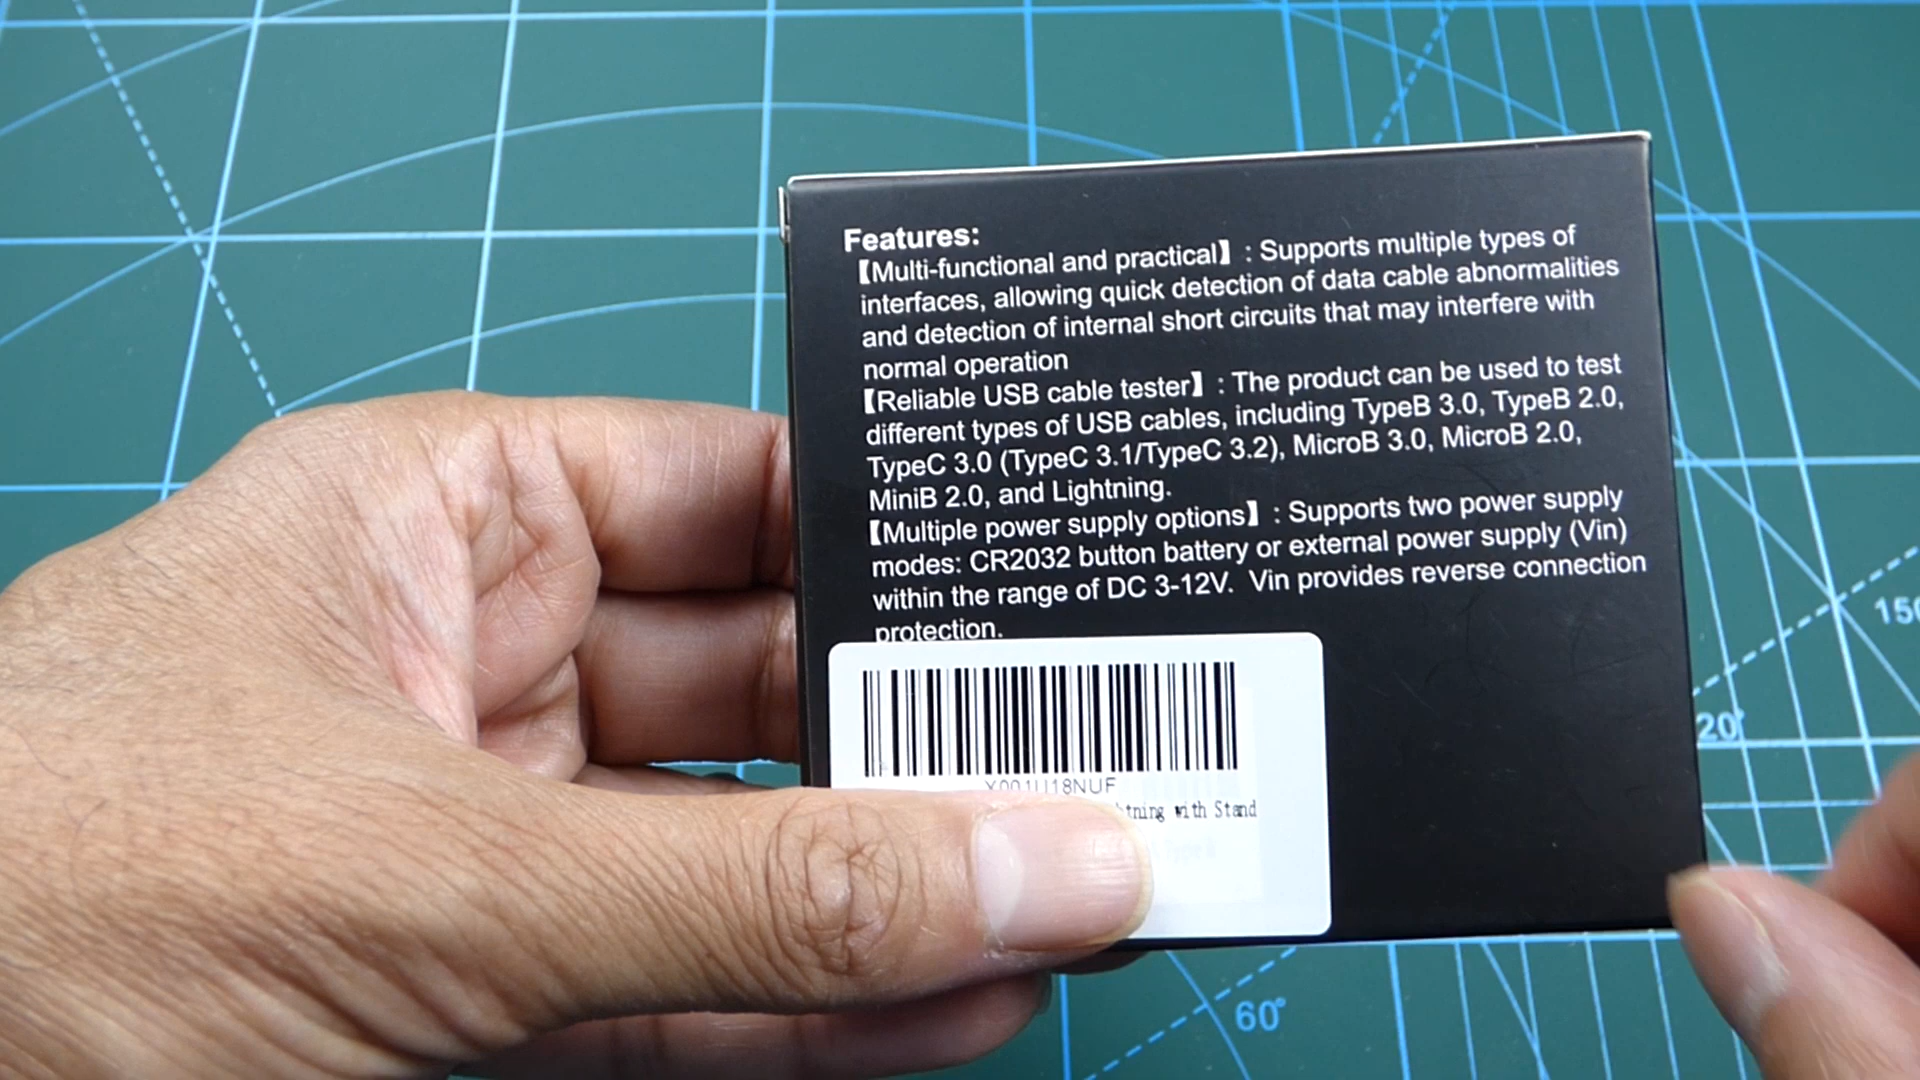 Features:
【Multi-functional and practical】 : Supports multiple types of
interfaces, allowing quick detection of data cable abnormalities
and detection of internal short circuits that may interfere with
normal operation
【Reliable USB cable tester】 : The product can be used to test
different types of USB cables, including TypeB 3.0, TypeB 2.0,
TypeC 3.0 (TypeC 3.1/TypeC 3.2), MicroB 3.0, MicroB 2.0,
MiniB 2.0, and Lightning.
【Multiple power supply options】 : Supports two power supply
modes: CR2032 button battery or external power supply (Vin)
within the range of DC 3-12V. Vin provides reverse connection
protection.
with Stand
20°
60°